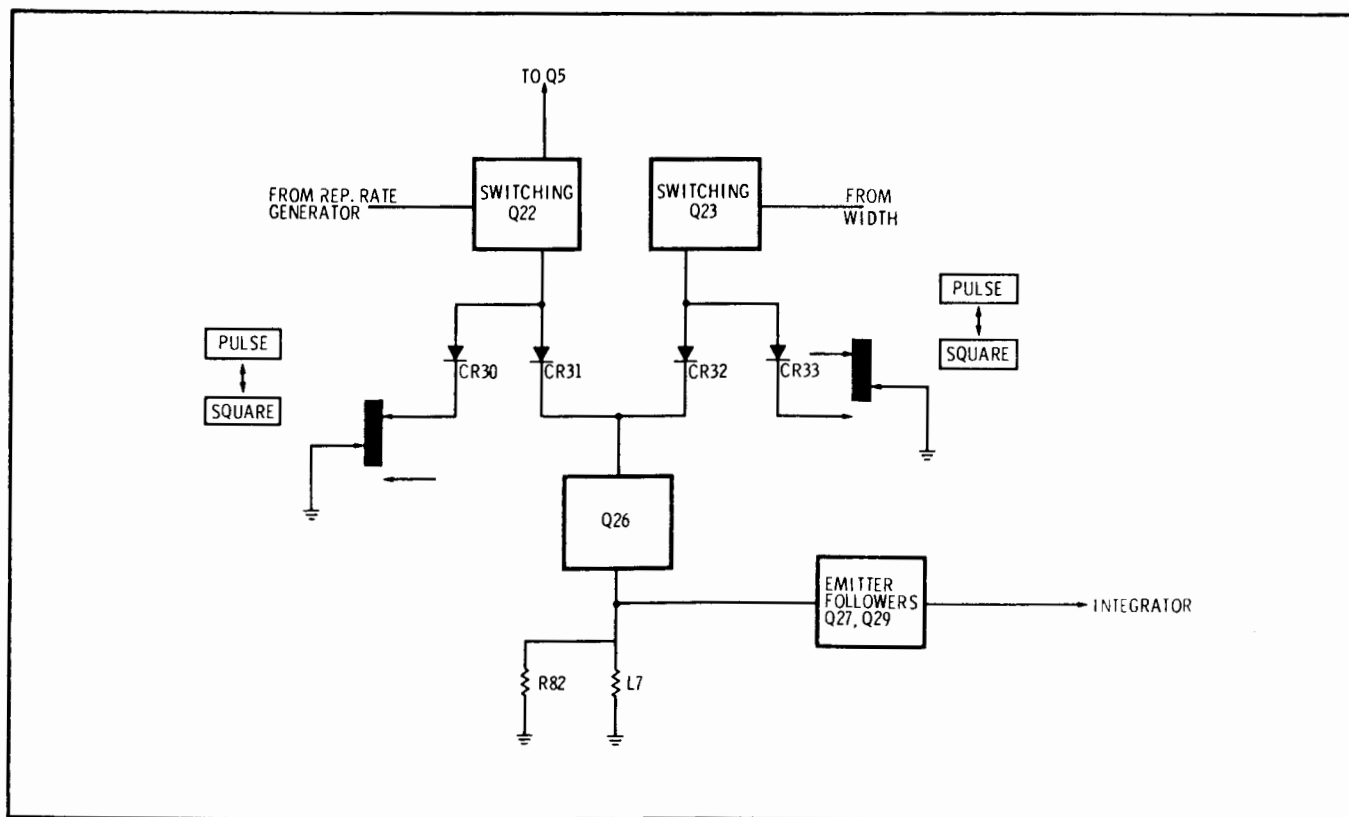 TO Q5
SWITCHING
Q22
SWITCHING
Q23
FROM REP. RATE
GENERATOR
FROM
WIDTH
PULSE
SQUARE
PULSE
SQUARE
CR30
CR31
CR32
CR33
Q26
EMITTER
FOLLOWERS
Q27, Q29
INTEGRATOR
R82
L7